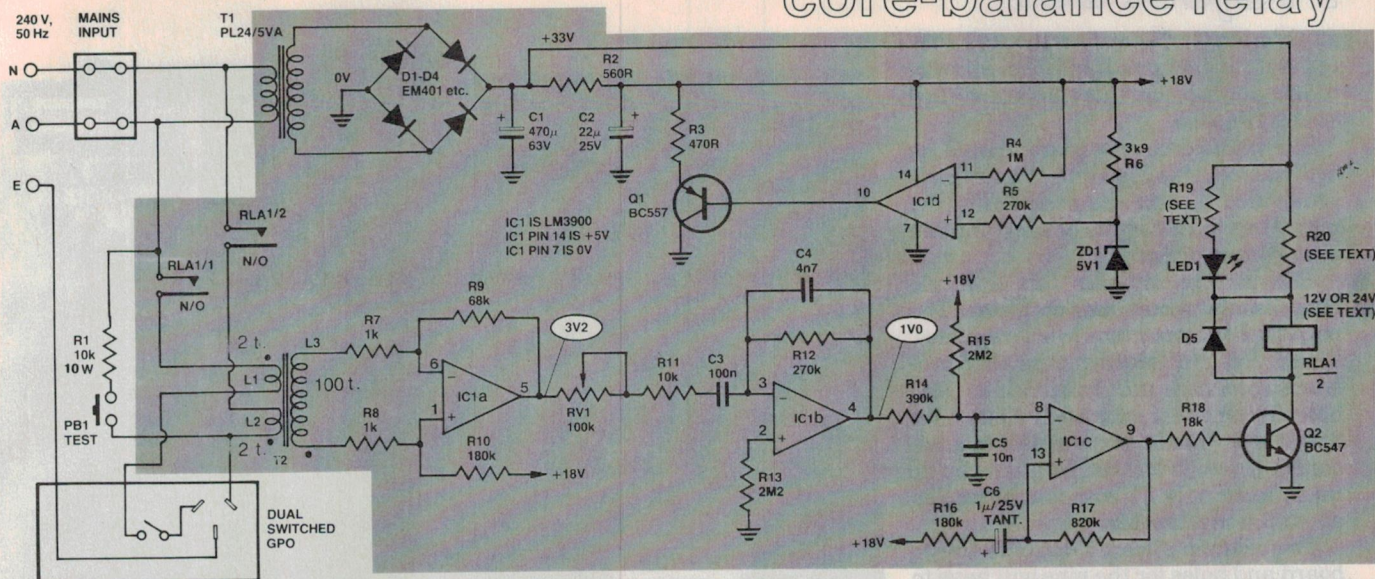 core-balance relay
240 V,
50 Hz
MAINS
INPUT
T1
PL24/5VA
N
A
E
0V
D1-D4
EM401 etc.
+33V
R2
560R
+
C1
470µ
63V
C2
22µ
25V
+
R3
470R
Q1
BC557
+18V
14
10
IC1d
7
11
−
12
+
R4
1M
R5
270k
3k9
R6
ZD1
5V1
R19
(SEE
TEXT)
LED1
D5
R20
(SEE TEXT)
12V OR 24V
(SEE TEXT)
RLA1
2
IC1 IS LM3900
IC1 PIN 14 IS +5V
IC1 PIN 7 IS 0V
RLA1/2
N/O
RLA1/1
N/O
R1
10k
10 W
PB1
TEST
2 t.
L1
L2
2 t.
T2
L3
100 t.
R7
1k
R8
1k
R9
68k
6
−
1
+
IC1a
5
R10
180k
+18V
3V2
RV1
100k
R11
10k
C3
100n
C4
4n7
R12
270k
3
−
2
+
IC1b
4
R13
2M2
1V0
R14
390k
+18V
R15
2M2
C5
10n
8
−
13
+
IC1c
9
R16
180k
+18V
C6
1µ/25V
TANT.
+
R17
820k
R18
18k
Q2
BC547
DUAL
SWITCHED
GPO